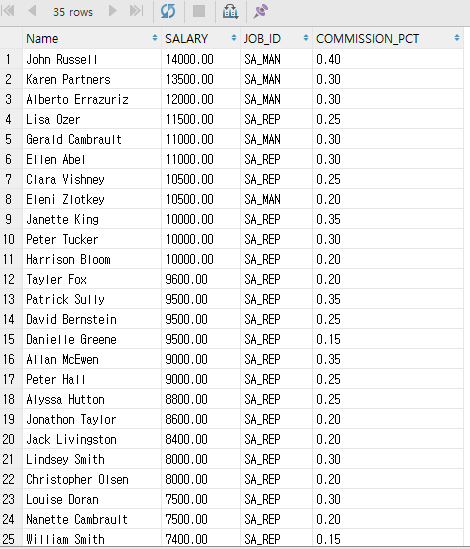 35 rows
Name SALARY JOB_ID COMMISSION_PCT
1 John Russell 14000.00 SA_MAN 0.40
2 Karen Partners 13500.00 SA_MAN 0.30
3 Alberto Errazuriz 12000.00 SA_MAN 0.30
4 Lisa Ozer 11500.00 SA_REP 0.25
5 Gerald Cambrault 11000.00 SA_MAN 0.30
6 Ellen Abel 11000.00 SA_REP 0.30
7 Clara Vishney 10500.00 SA_REP 0.25
8 Eleni Zlotkey 10500.00 SA_MAN 0.20
9 Janette King 10000.00 SA_REP 0.35
10 Peter Tucker 10000.00 SA_REP 0.30
11 Harrison Bloom 10000.00 SA_REP 0.20
12 Tayler Fox 9600.00 SA_REP 0.20
13 Patrick Sully 9500.00 SA_REP 0.35
14 David Bernstein 9500.00 SA_REP 0.25
15 Danielle Greene 9500.00 SA_REP 0.15
16 Allan McEwen 9000.00 SA_REP 0.35
17 Peter Hall 9000.00 SA_REP 0.25
18 Alyssa Hutton 8800.00 SA_REP 0.25
19 Jonathon Taylor 8600.00 SA_REP 0.20
20 Jack Livingston 8400.00 SA_REP 0.20
21 Lindsey Smith 8000.00 SA_REP 0.30
22 Christopher Olsen 8000.00 SA_REP 0.20
23 Louise Doran 7500.00 SA_REP 0.30
24 Nanette Cambrault 7500.00 SA_REP 0.20
25 William Smith 7400.00 SA_REP 0.15